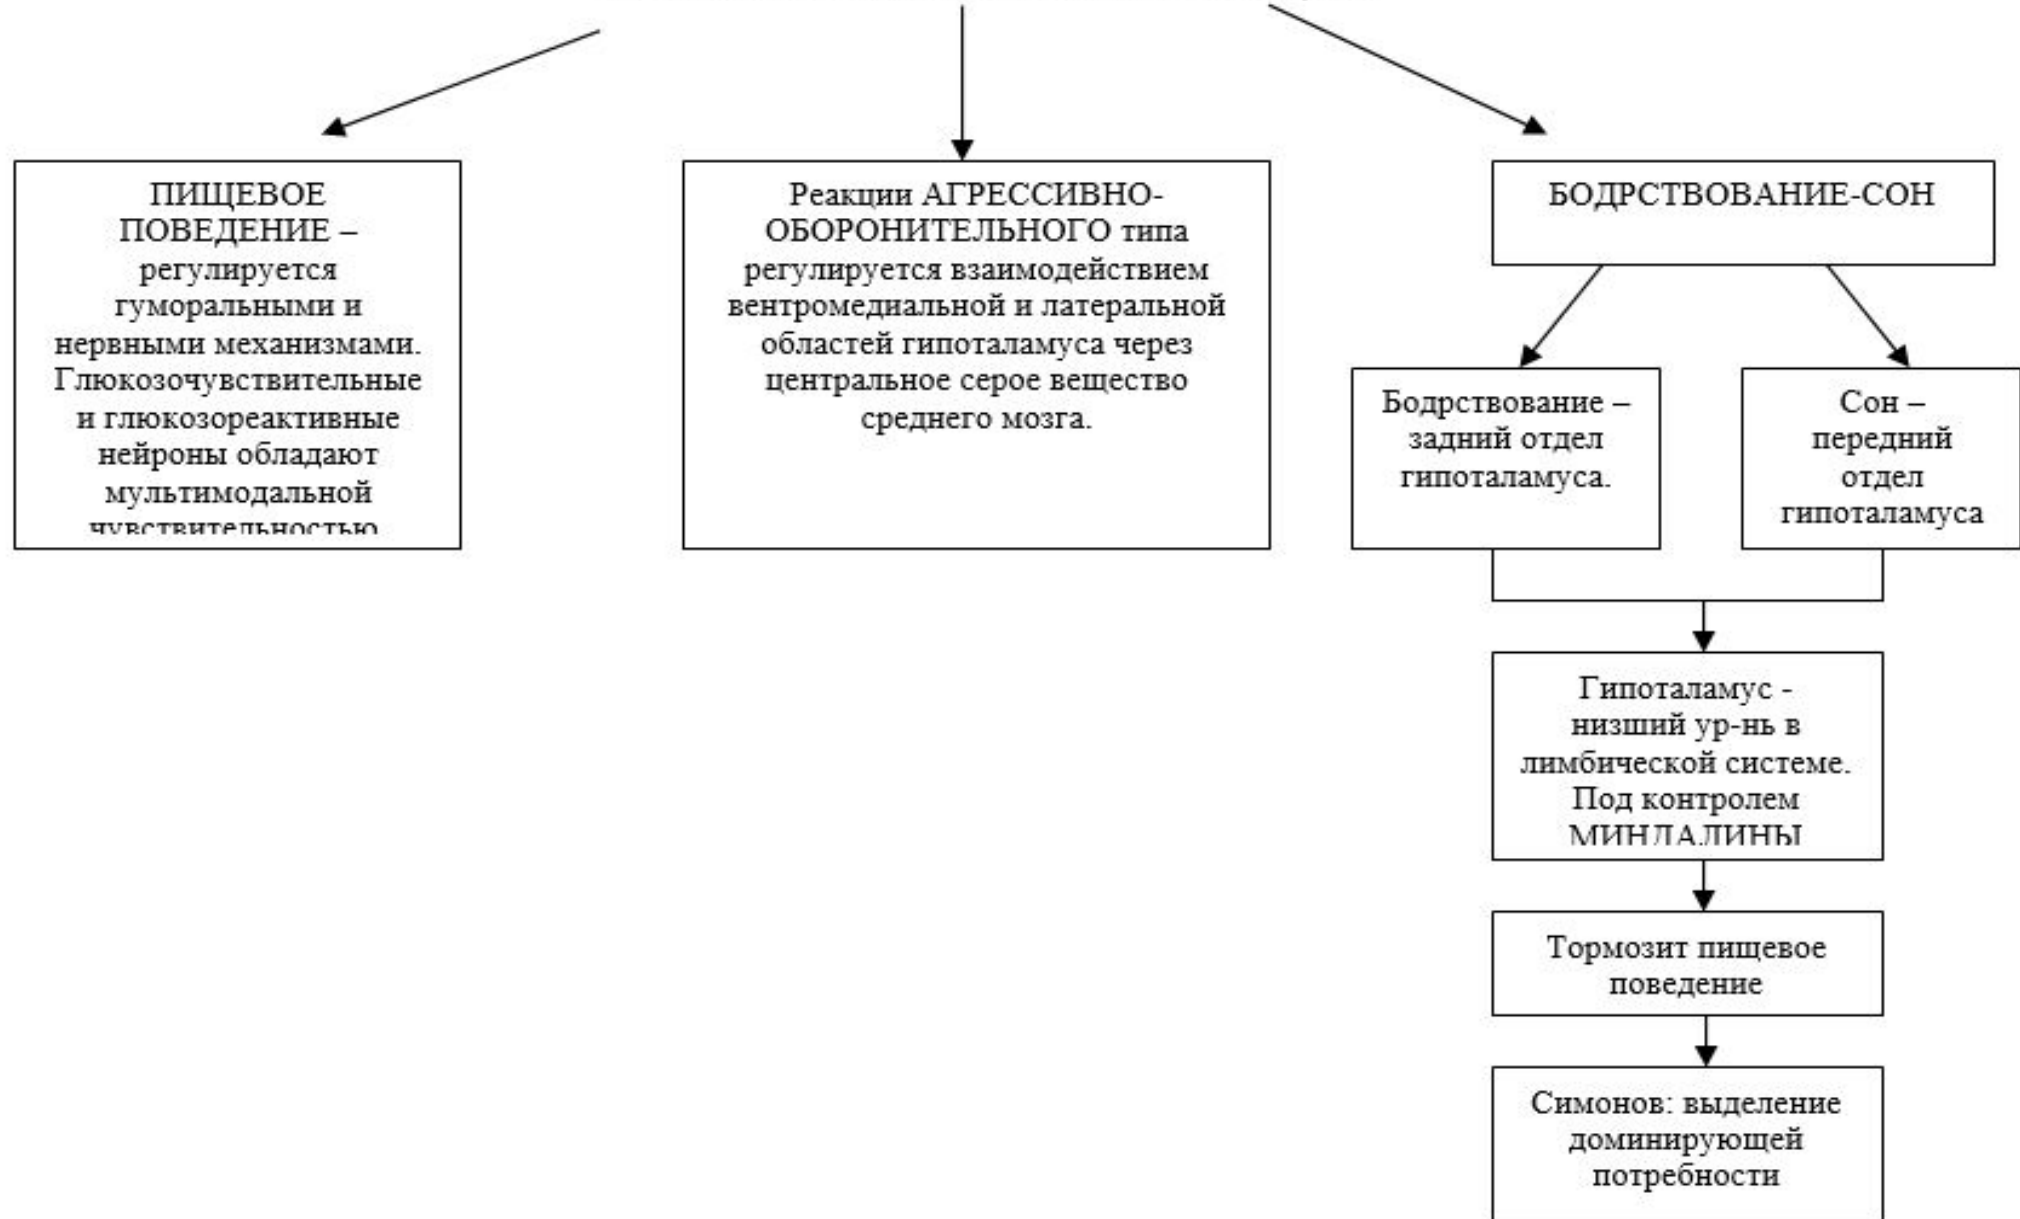 ПИЩЕВОЕ
ПОВЕДЕНИЕ –
регулируется
гуморальными и
нервными механизмами.
Глюкозочувствительные
и глюкозореактивные
нейроны обладают
мультимодальной
чувствительностью
Реакции АГРЕССИВНО-
ОБОРОНИТЕЛЬНОГО типа
регулируется взаимодействием
вентромедиальной и латеральной
областей гипоталамуса через
центральное серое вещество
среднего мозга.
БОДРСТВОВАНИЕ-СОН
Бодрствование –
задний отдел
гипоталамуса.
Сон –
передний
отдел
гипоталамуса
Гипоталамус -
низший ур-нь в
лимбической системе.
Под контролем
МИНДАЛИНЫ
Тормозит пищевое
поведение
Симонов: выделение
доминирующей
потребности